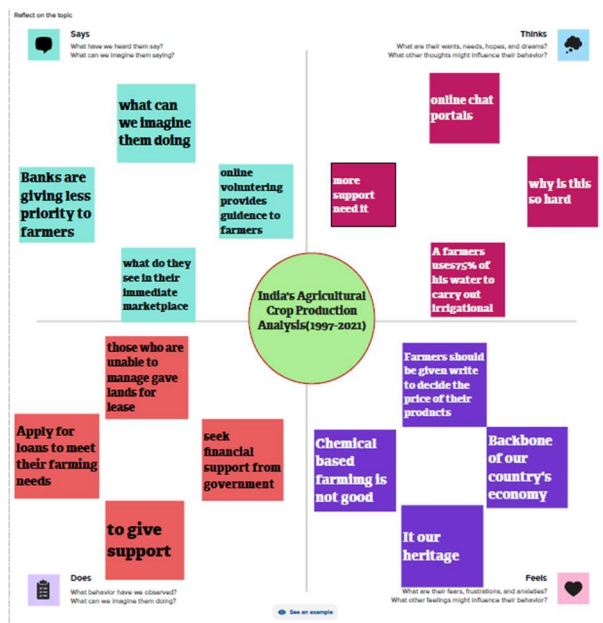 Reflect on the topic
Says
What have we heard them say?
What can we imagine them saying?
Thinks
What are their wants, needs, hopes, and dreams?
What other thoughts might influence their behavior?
what can
we imagine
them doing
Banks are
giving less
priority to
farmers
online
voluntering
provides
guidence to
farmers
what do they
see in their
immediate
marketplace
online chat
portals
more
support
need it
why is this
so hard
A farmers
uses75% of
his water to
carry out
irrigational
India's Agricultural
Crop Production
Analysis(1997-2021)
those who are
unable to
manage gave
lands for
lease
Apply for
loans to meet
their farming
needs
seek
financial
support from
government
to give
support
Farmers should
be given write
to decide the
price of their
products
Chemical
based
farmimg is
not good
Backbone
of our
country's
economy
It our
heritage
Does
What behavior have we observed?
What can we imagine them doing?
Feels
What are their fears, frustrations, and anxieties?
What other feelings might influence their behavior?
See an example